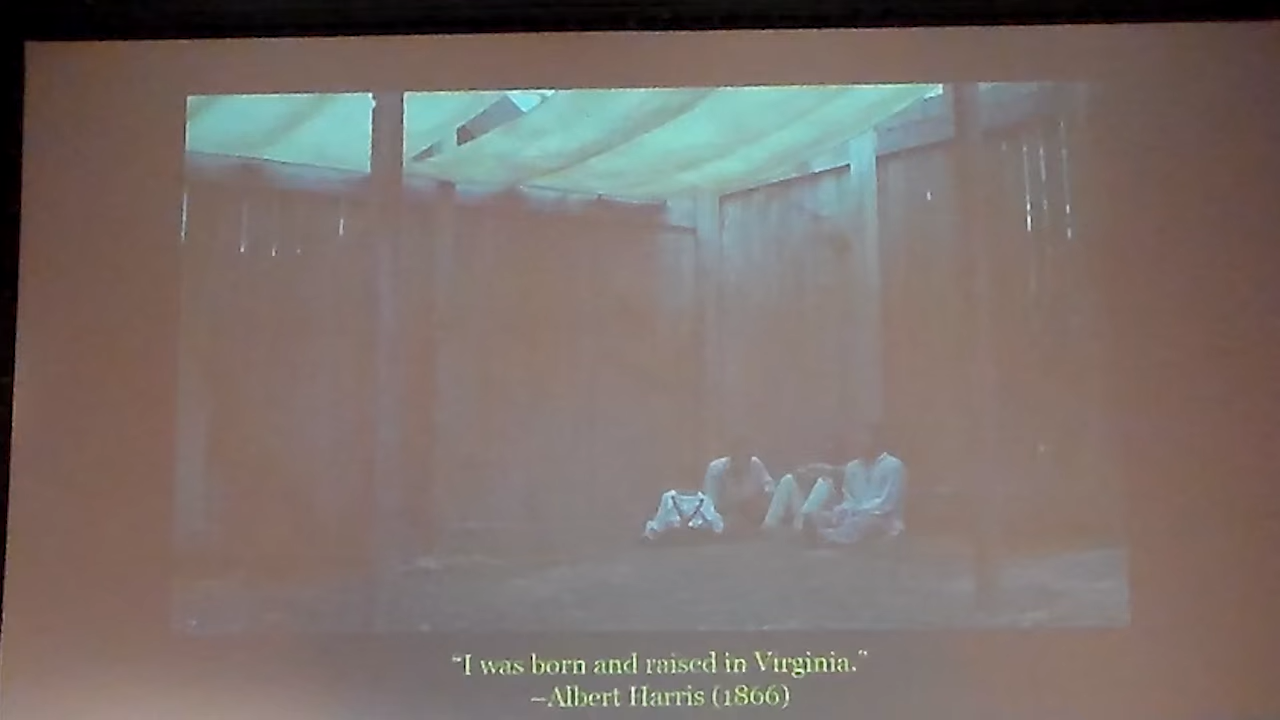 “I was born and raised in Virginia.”
–Albert Harris (1866)